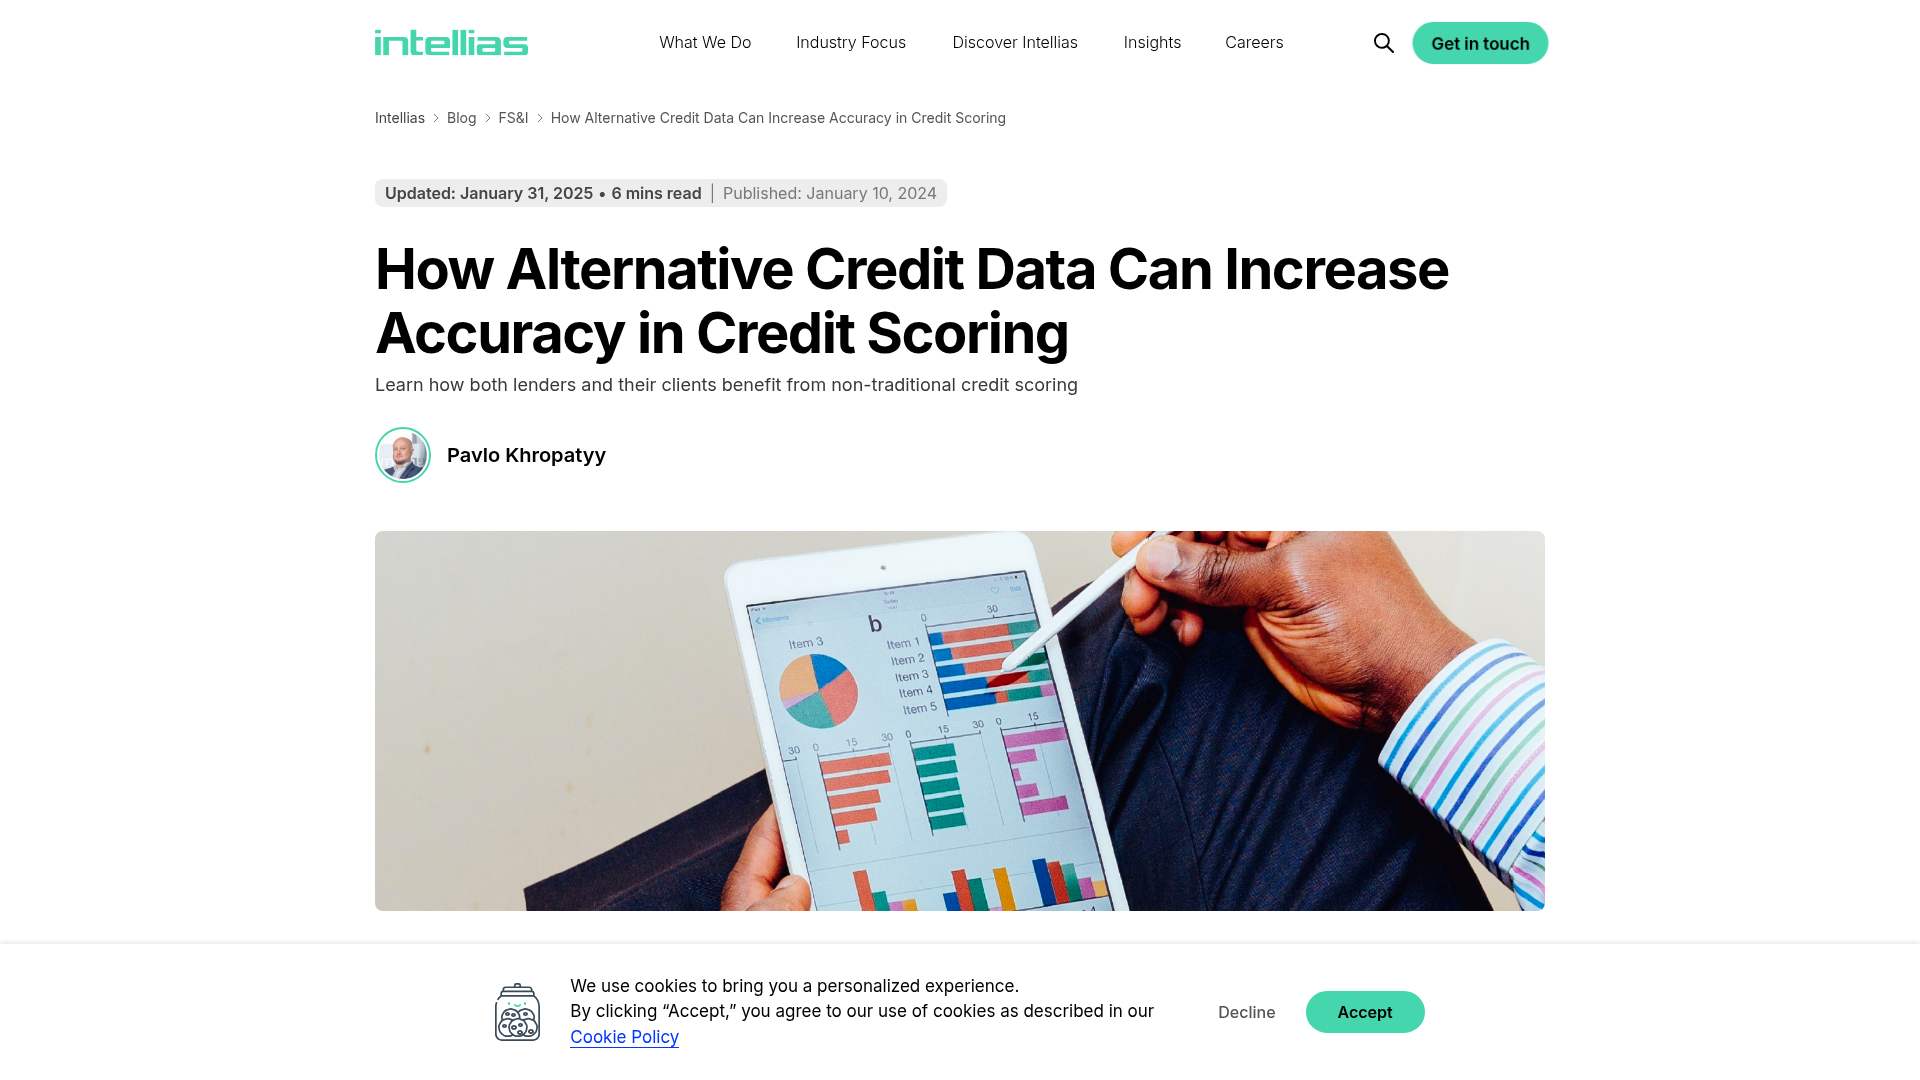 intellias
What We Do
Industry Focus
Discover Intellias
Insights
Careers
Get in touch
Intellias > Blog > FS&I > How Alternative Credit Data Can Increase Accuracy in Credit Scoring
Updated: January 31, 2025 • 6 mins read | Published: January 10, 2024
How Alternative Credit Data Can Increase
Accuracy in Credit Scoring
Learn how both lenders and their clients benefit from non-traditional credit scoring
Pavlo Khropatyy
b
Item 3
0 30
Item 1
Item 2
Item 3
Item 4
Item 5
30 0 15 30 0 15 30 0 15
We use cookies to bring you a personalized experience.
By clicking “Accept,” you agree to our use of cookies as described in our
Cookie Policy
Decline
Accept